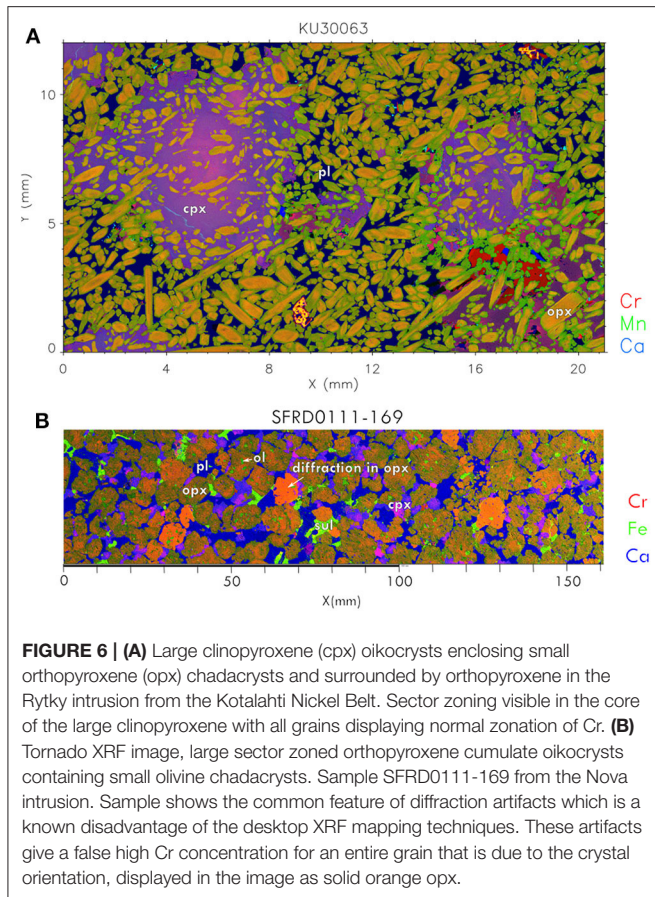 KU30063
A
10
5
0
Y (mm)
cpx
pl
opx
Cr
Mn
Ca
0 4 8 12 16 20
X (mm)
B
SFRD0111-169
pl
ol
diffraction in opx
opx
cpx
sul
Cr
Fe
Ca
0 50 100 150
X(mm)
FIGURE 6 | (A) Large clinopyroxene (cpx) oikocrysts enclosing small
orthopyroxene (opx) chadacrysts and surrounded by orthopyroxene in the
Rytky intrusion from the Kotalahti Nickel Belt. Sector zoning visible in the core
of the large clinopyroxene with all grains displaying normal zonation of Cr. (B)
Tornado XRF image, large sector zoned orthopyroxene cumulate oikocrysts
containing small olivine chadacrysts. Sample SFRD0111-169 from the Nova
intrusion. Sample shows the common feature of diffraction artifacts which is a
known disadvantage of the desktop XRF mapping techniques. These artifacts
give a false high Cr concentration for an entire grain that is due to the crystal
orientation, displayed in the image as solid orange opx.